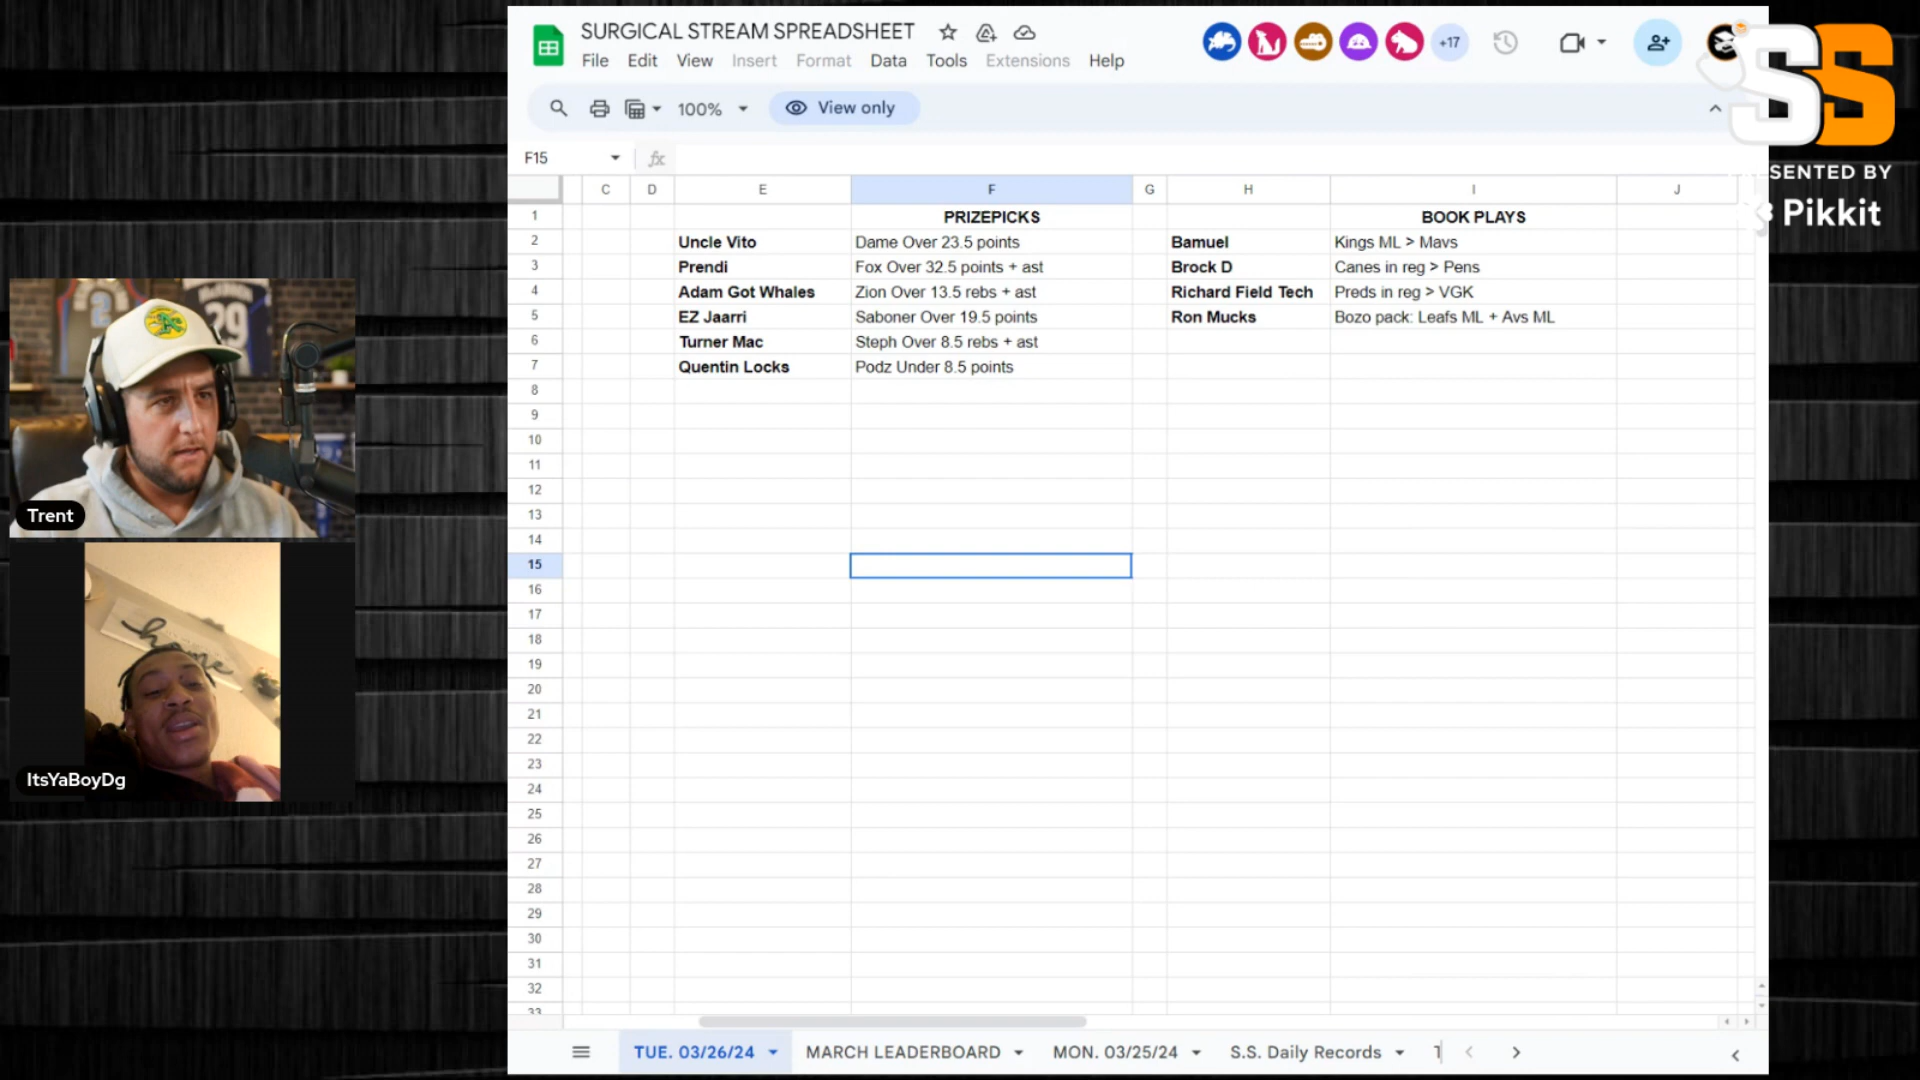 SURGICAL STREAM SPREADSHEET
File Edit View Insert Format Data Tools Extensions Help
+17
100%
View only
F15
fx
C D E F G H I J
1 PRIZEPICKS BOOK PLAYS
2 Uncle Vito Dame Over 23.5 points Bamuel Kings ML > Mavs
3 Prendi Fox Over 32.5 points + ast Brock D Canes in reg > Pens
4 Adam Got Whales Zion Over 13.5 rebs + ast Richard Field Tech Preds in reg > VGK
5 EZ Jaarri Saboner Over 19.5 points Ron Mucks Bozo pack: Leafs ML + Avs ML
6 Turner Mac Steph Over 8.5 rebs + ast
7 Quentin Locks Podz Under 8.5 points
8
9
10
11
12
13
14
15
16
17
18
19
20
21
22
23
24
25
26
27
28
29
30
31
32
33
TUE. 03/26/24 MARCH LEADERBOARD MON. 03/25/24 S.S. Daily Records
SS
PRESENTED BY
Pikkit
29
Trent
home
ItsYaBoyDg